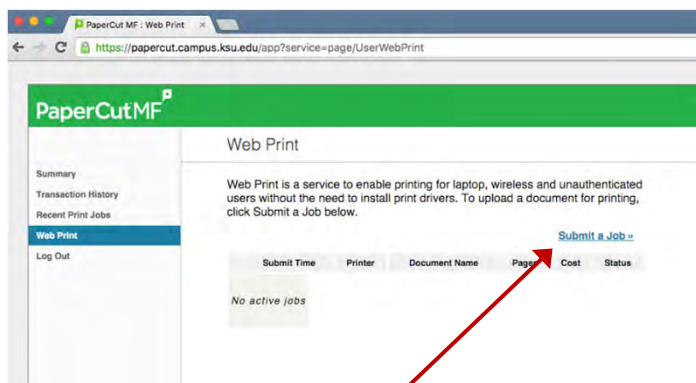 PaperCut MF : Web Print
https://papercut.campus.ksu.edu/app?service=page/UserWebPrint
PaperCutMF
P
Web Print
Summary
Transaction History
Recent Print Jobs
Web Print
Log Out
Web Print is a service to enable printing for laptop, wireless and unauthenticated
users without the need to install print drivers. To upload a document for printing,
click Submit a Job below.
Submit a Job »
Submit Time Printer Document Name Pages Cost Status
No active jobs